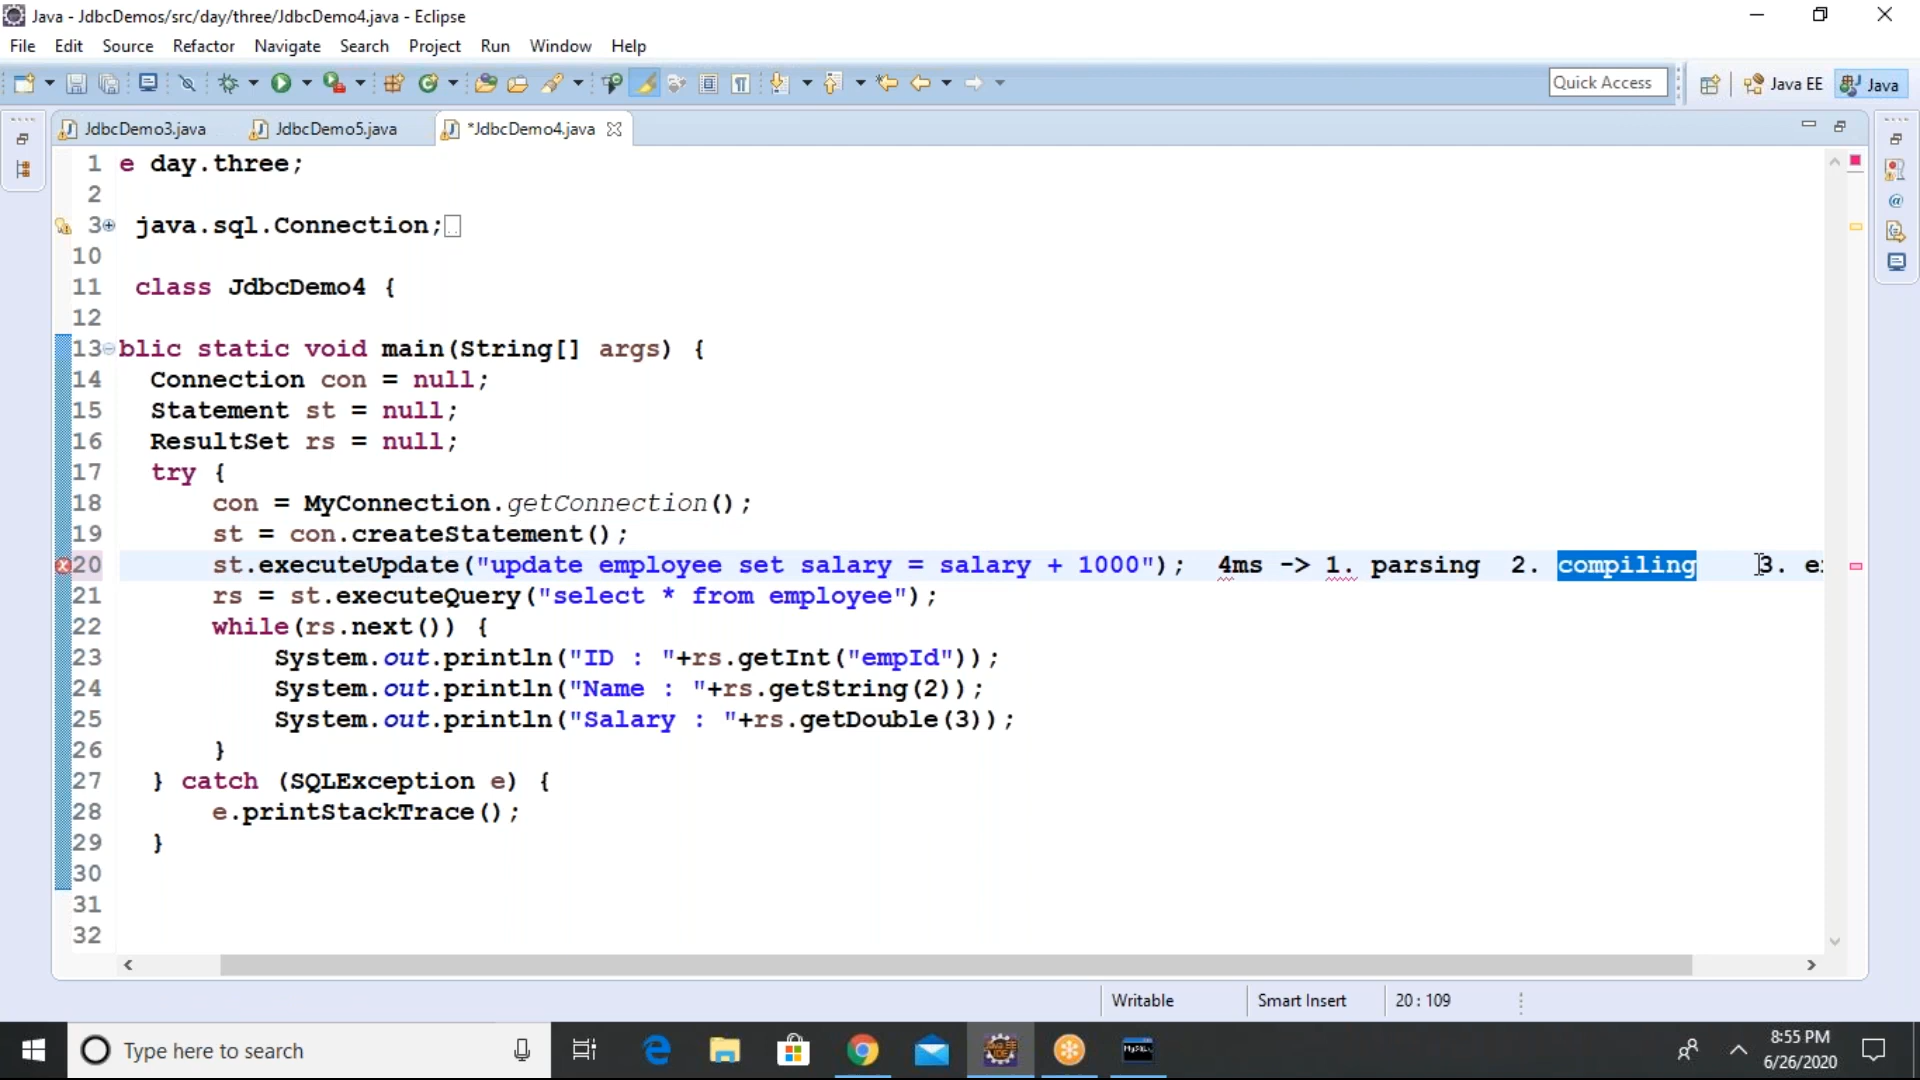 Java - JdbcDemos/src/day/three/JdbcDemo4.java - Eclipse
File Edit Source Refactor Navigate Search Project Run Window Help
Quick Access Java EE Java
JdbcDemo3.java JdbcDemo5.java *JdbcDemo4.java
1 e day.three;
2
3 java.sql.Connection;
10
11 class JdbcDemo4 {
12
13 blic static void main(String[] args) {
14 Connection con = null;
15 Statement st = null;
16 ResultSet rs = null;
17 try {
18 con = MyConnection.getConnection();
19 st = con.createStatement();
20 st.executeUpdate("update employee set salary = salary + 1000"); 4ms -> 1. parsing 2. compiling 3. e
21 rs = st.executeQuery("select * from employee");
22 while(rs.next()) {
23 System.out.println("ID : "+rs.getInt("empId"));
24 System.out.println("Name : "+rs.getString(2));
25 System.out.println("Salary : "+rs.getDouble(3));
26 }
27 } catch (SQLException e) {
28 e.printStackTrace();
29 }
30
31
32
Writable Smart Insert 20 : 109
Type here to search
8:55 PM
6/26/2020